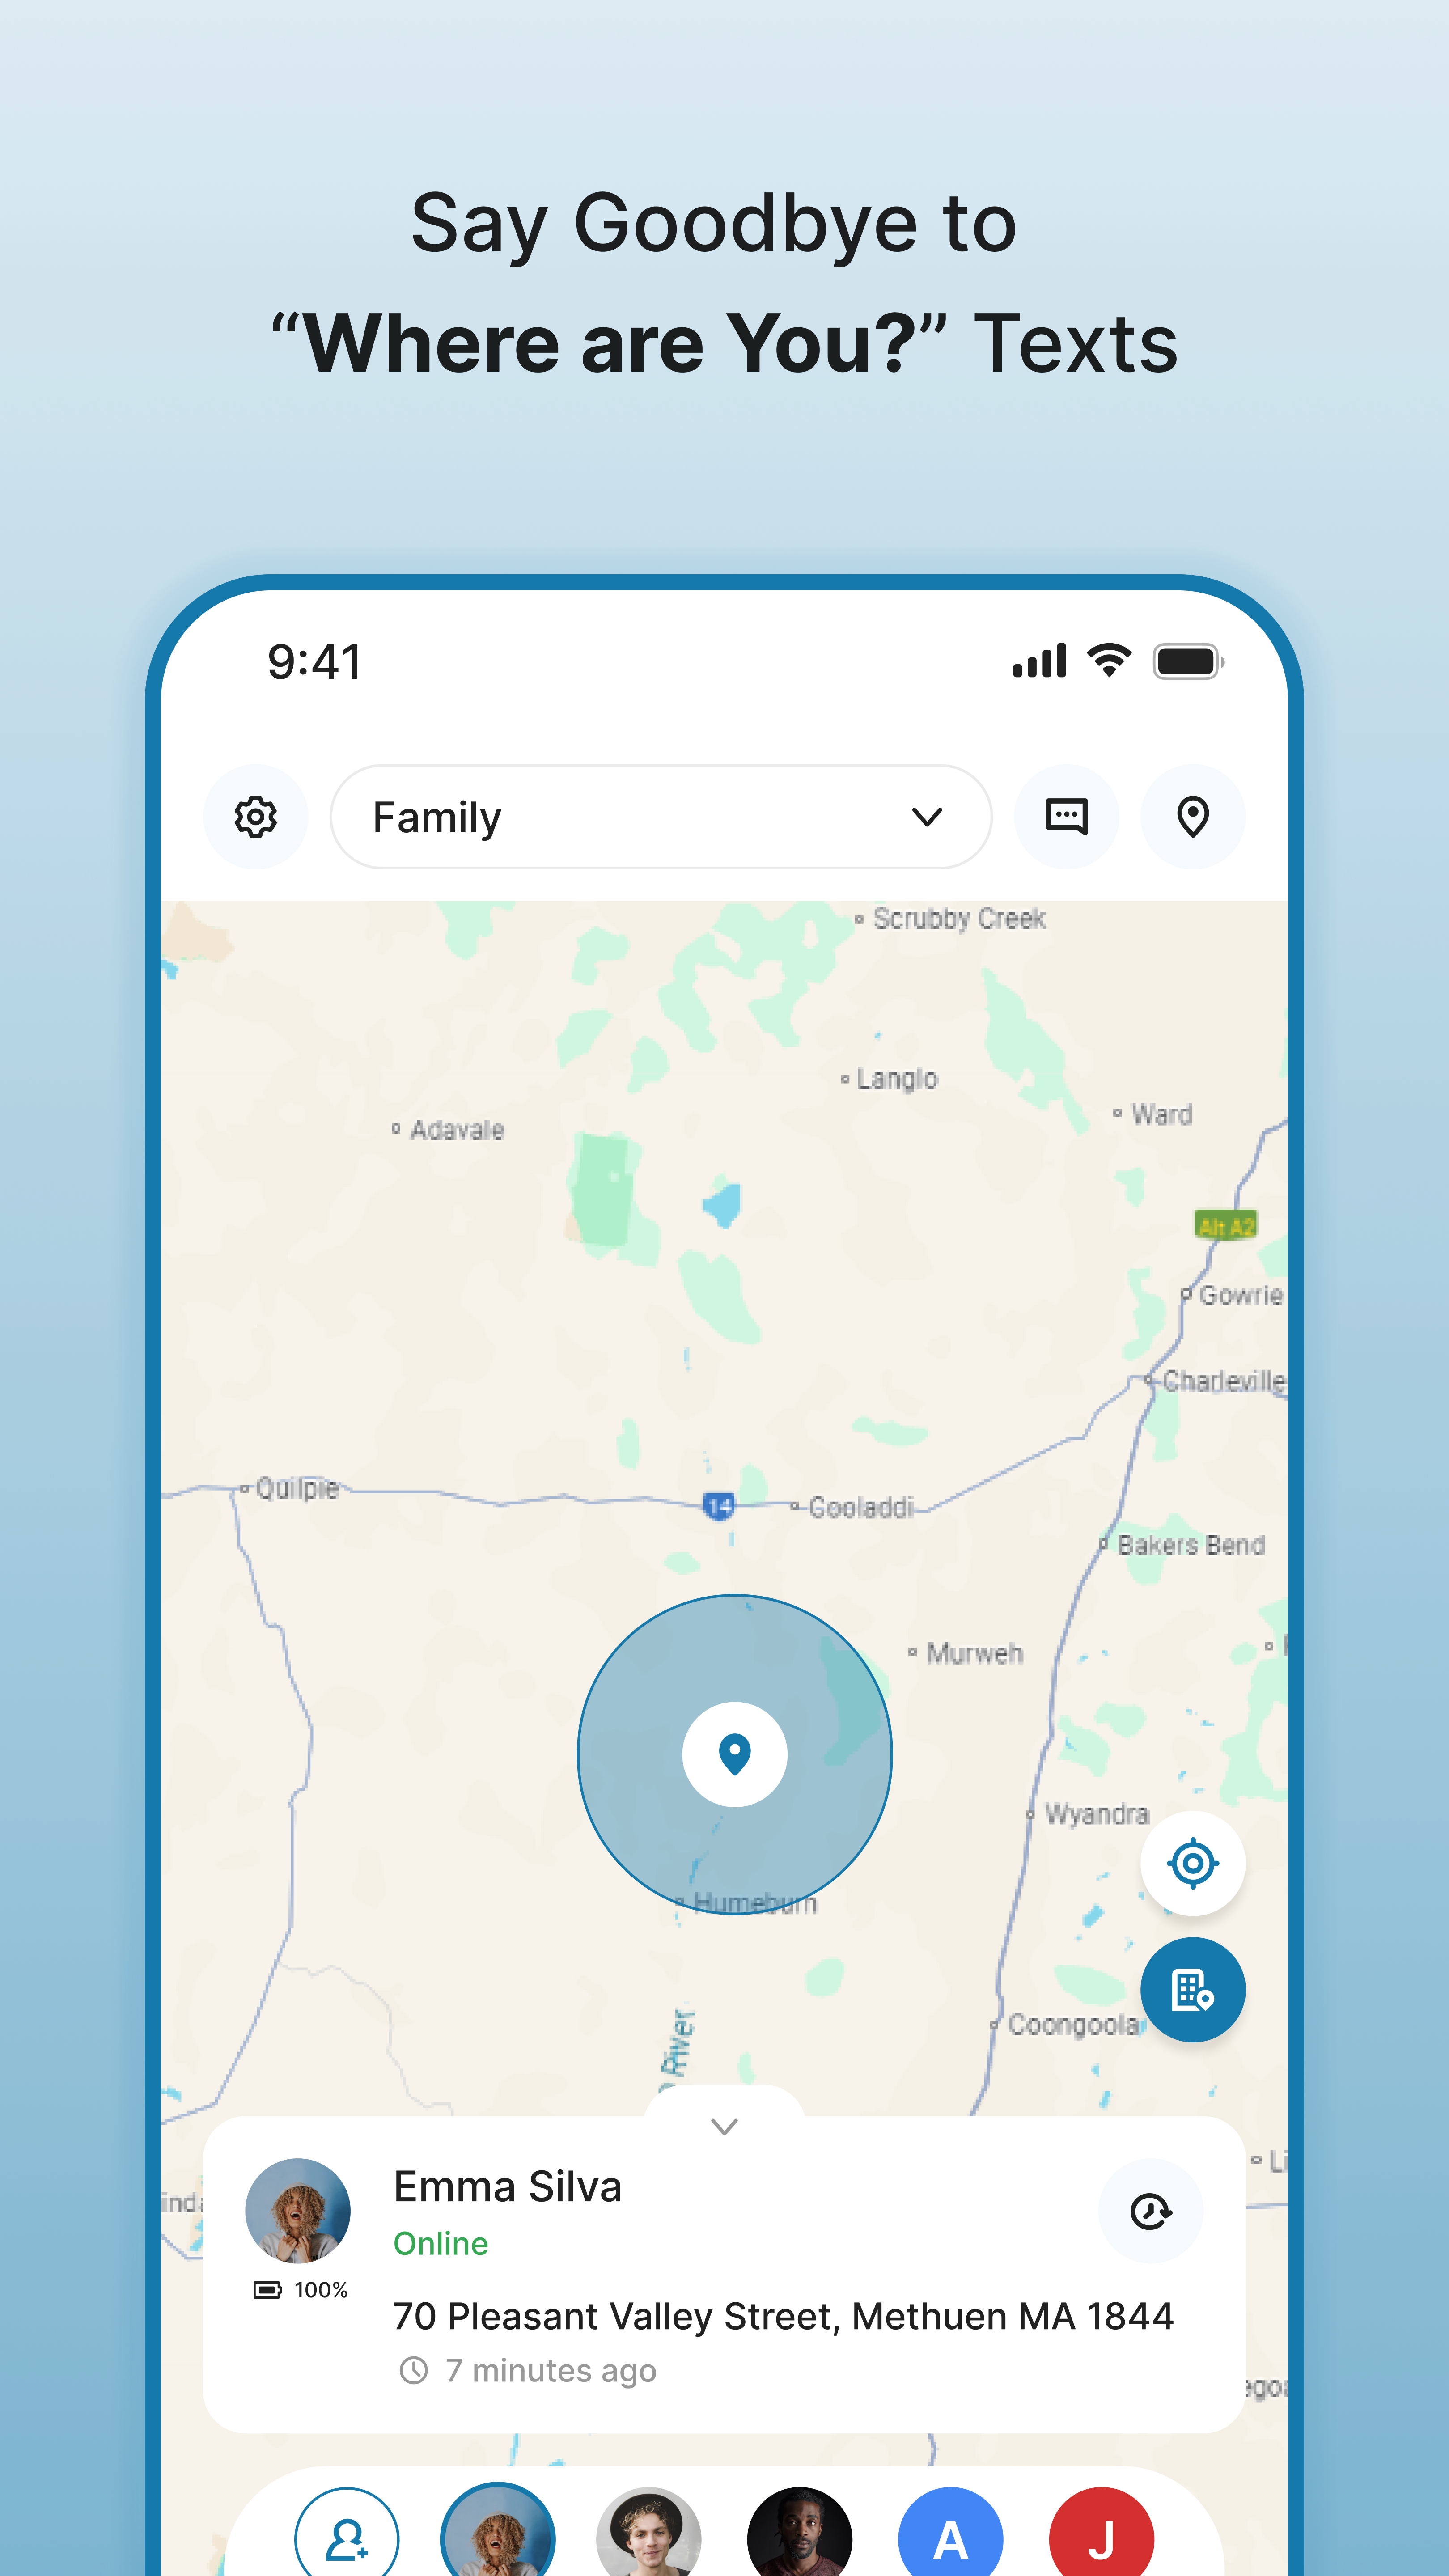 Say Goodbye to
“Where are You?” Texts
9:41
Family
Scrubby Creek
Langlo
Ward
Adavale
Alt A2
Gowrie
Charleville
Quilpie
14
Cooladdi
Bakers Bend
Murweh
Wyandra
Humeburn
Coongoola
River
Emma Silva
Online
100%
70 Pleasant Valley Street, Methuen MA 1844
7 minutes ago
A
J